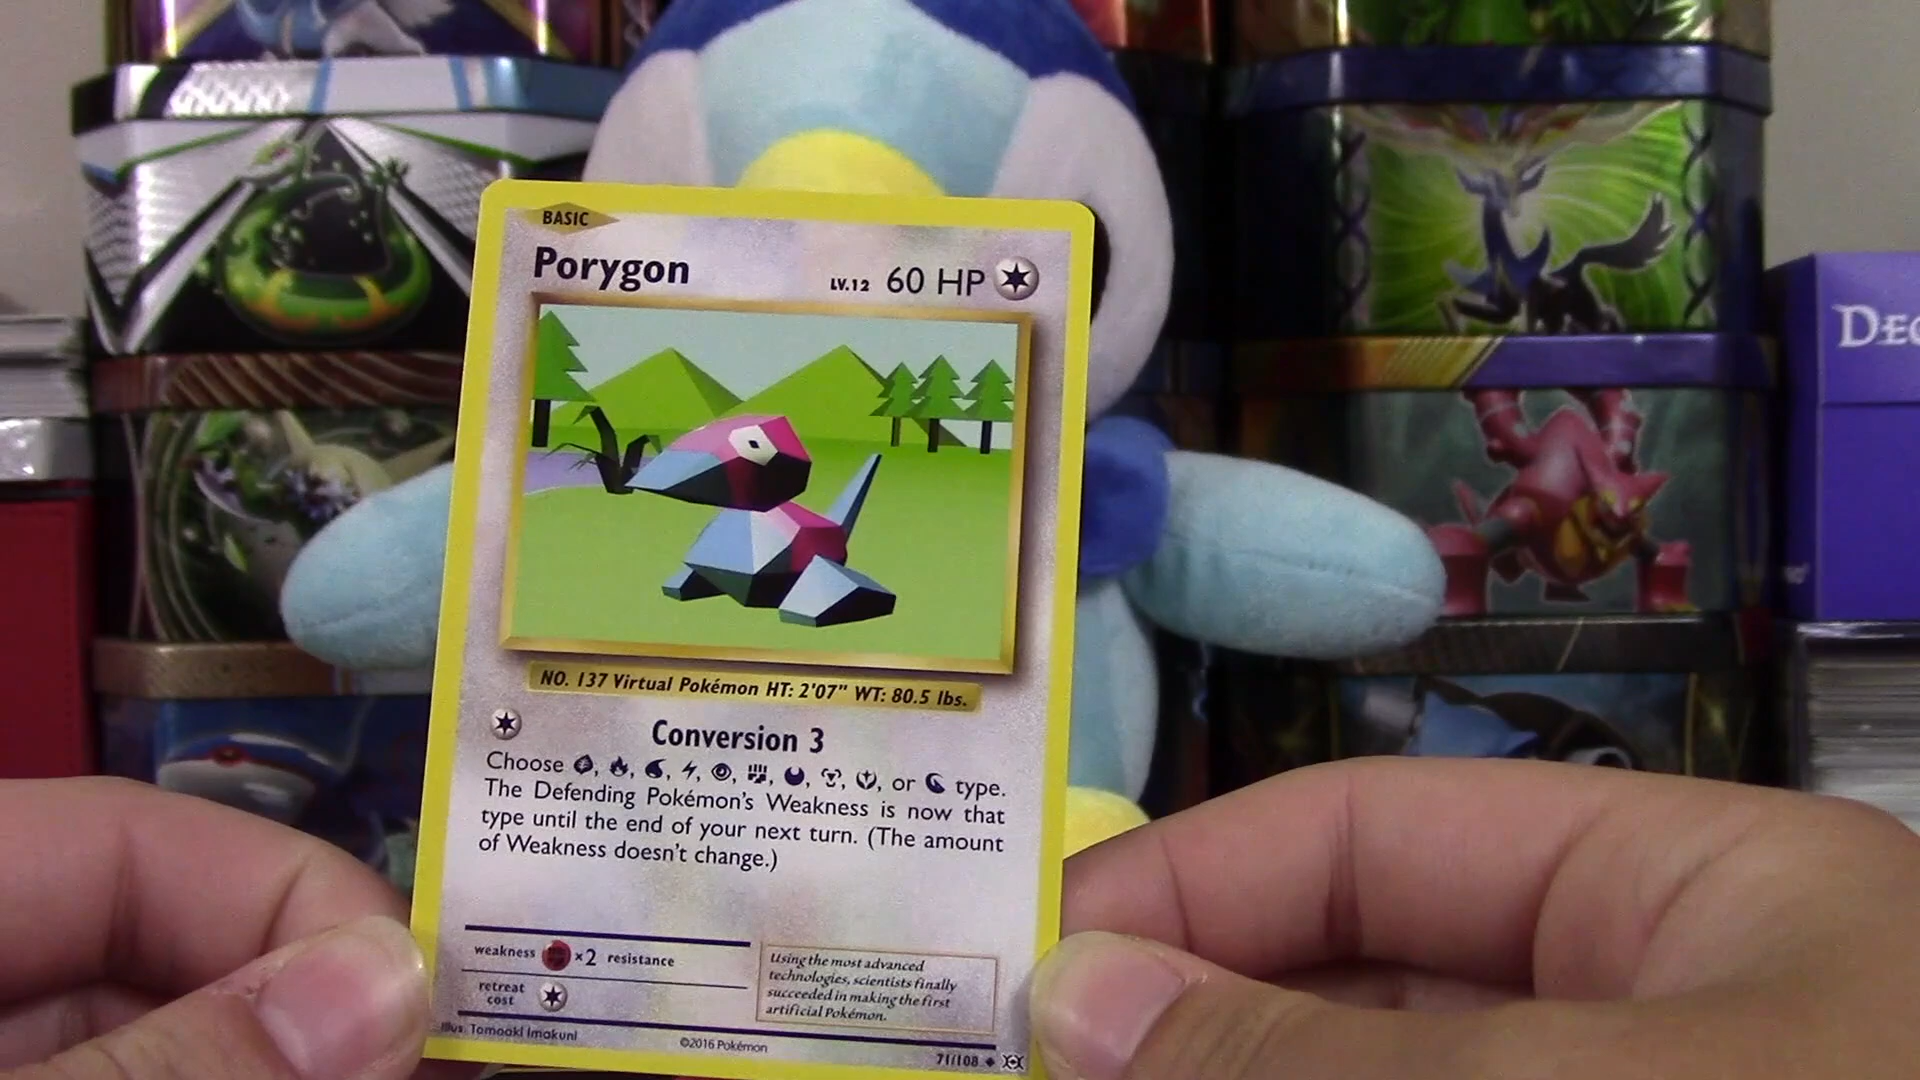 BASIC
Porygon LV.12 60 HP
NO. 137 Virtual Pokémon HT: 2'07" WT: 80.5 lbs.
Conversion 3
Choose , , , , , , , , , or type.
The Defending Pokémon's Weakness is now that
type until the end of your next turn. (The amount
of Weakness doesn't change.)
weakness ×2 resistance
retreat
cost
Using the most advanced
technologies, scientists finally
succeeded in making the first
artificial Pokémon.
Illus. Tomoaki Imakuni
©2016 Pokémon
71/108
DEC